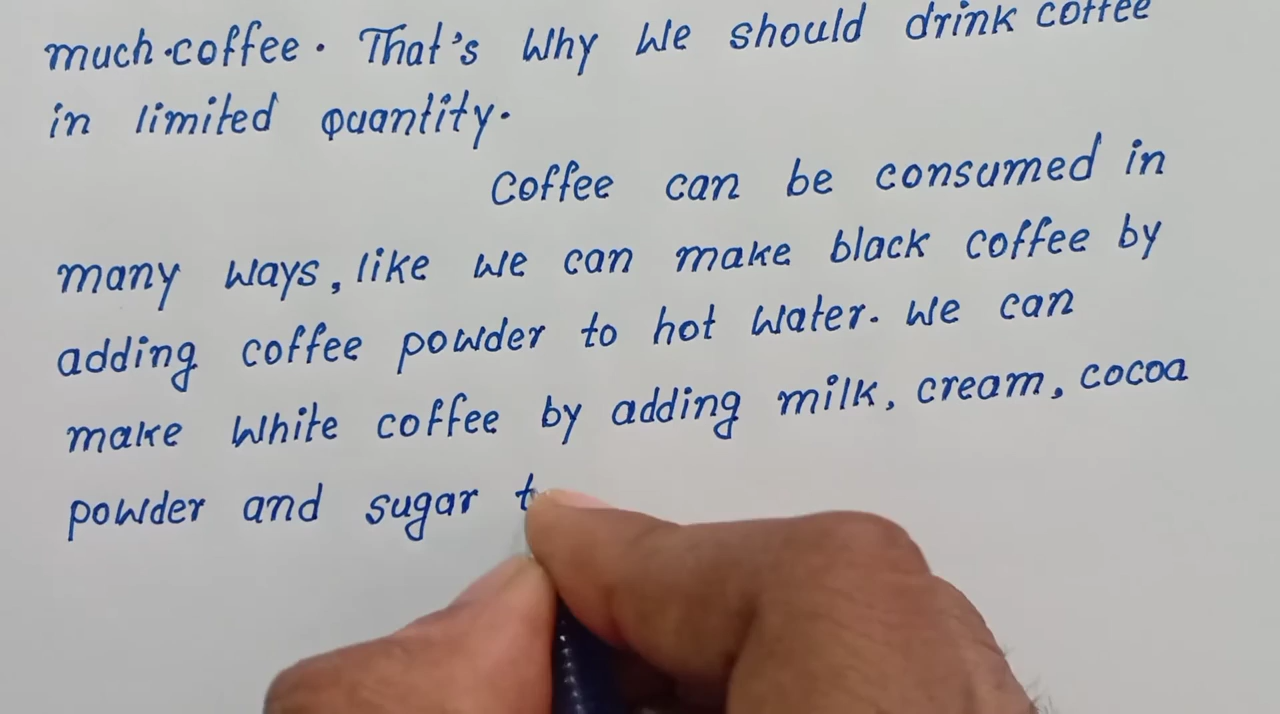 much coffee. That's Why We should drink coffee
in limited quantity.
Coffee can be consumed in
many ways, like we can make black coffee by
adding coffee powder to hot water. we can
make White coffee by adding milk, cream, cocoa
powder and sugar t